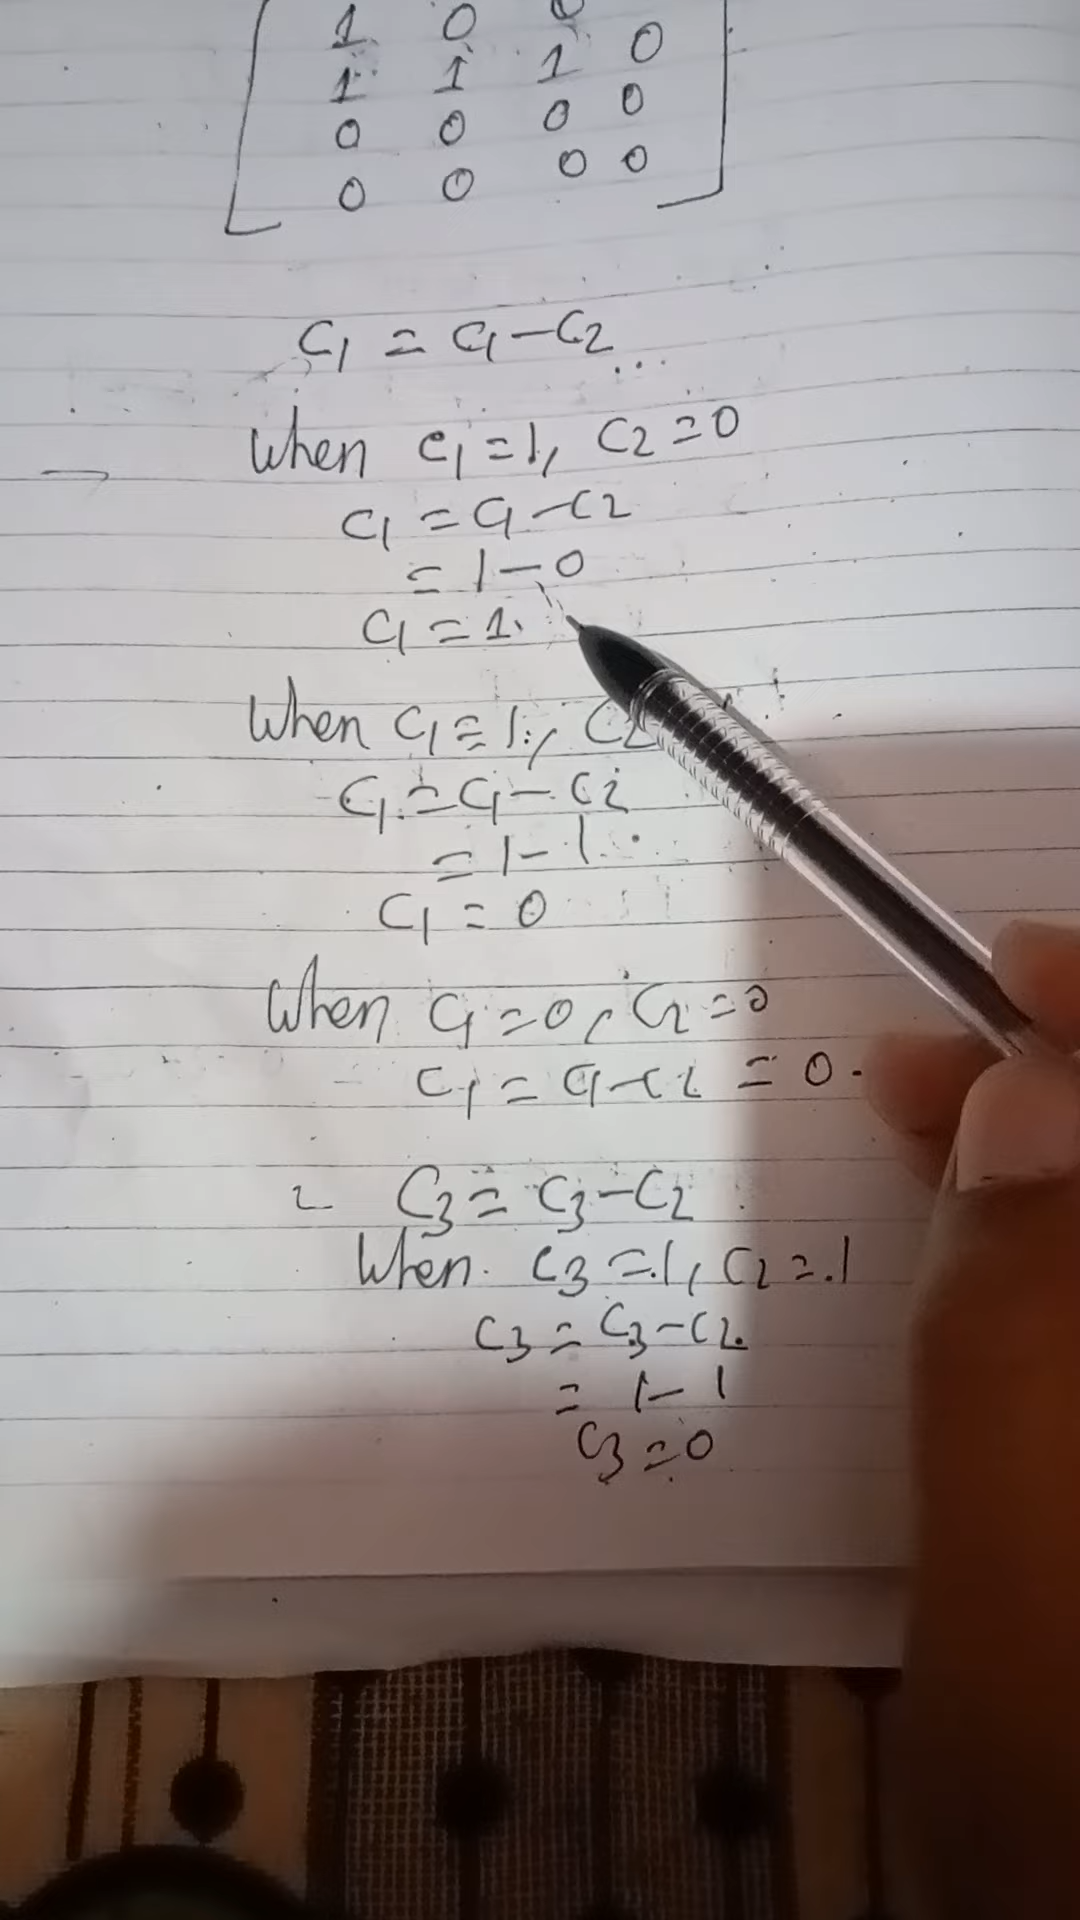 1 0 0
1 1 1 0
0 0 0 0
0 0 0 0
C1 = C1 - C2
When C1 = 1, C2 = 0
C1 = C1 - C2
= 1 - 0
C1 = 1.
When C1 = 1, C2
C1 = C1 - C2
= 1 - 1
C1 = 0
When C1 = 0, C2 = 0
C1 = C1 - C2 = 0.
C3 = C3 - C2
When C3 = 1, C2 = 1
C3 = C3 - C2
= 1 - 1
C3 = 0